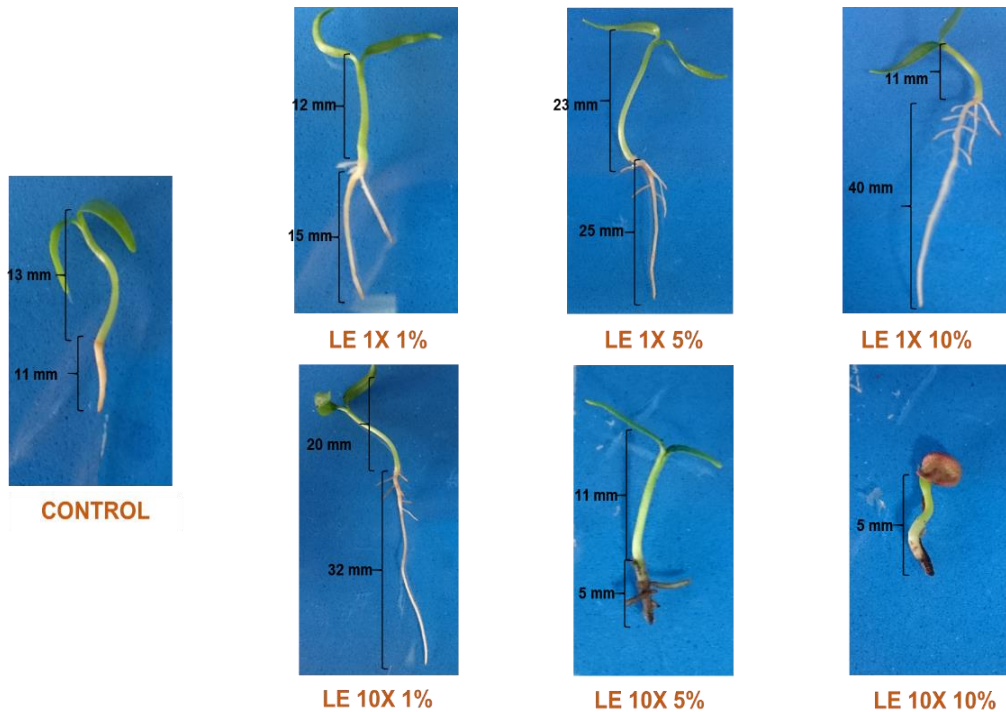 13 mm
11 mm
CONTROL
12 mm
15 mm
LE 1X 1%
23 mm
25 mm
LE 1X 5%
11 mm
40 mm
LE 1X 10%
20 mm
32 mm
LE 10X 1%
11 mm
5 mm
LE 10X 5%
5 mm
LE 10X 10%